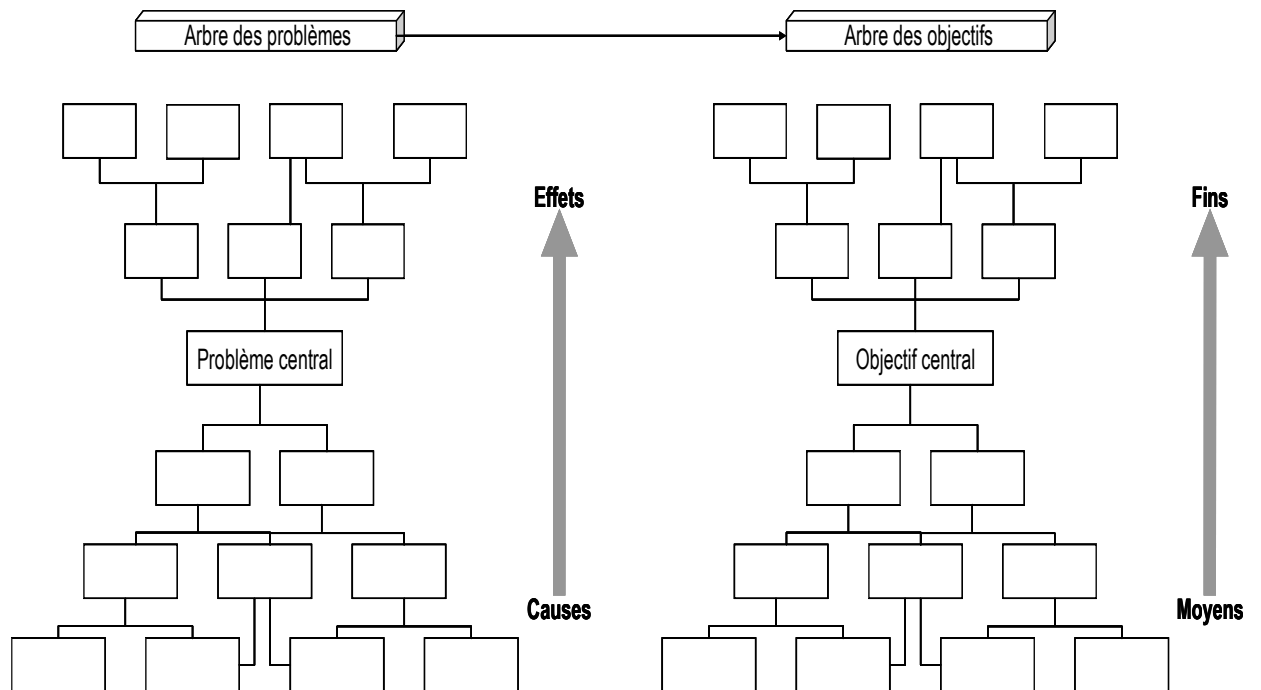 Arbre des problèmes
Arbre des objectifs
Effets
Fins
Problème central
Objectif central
Causes
Moyens